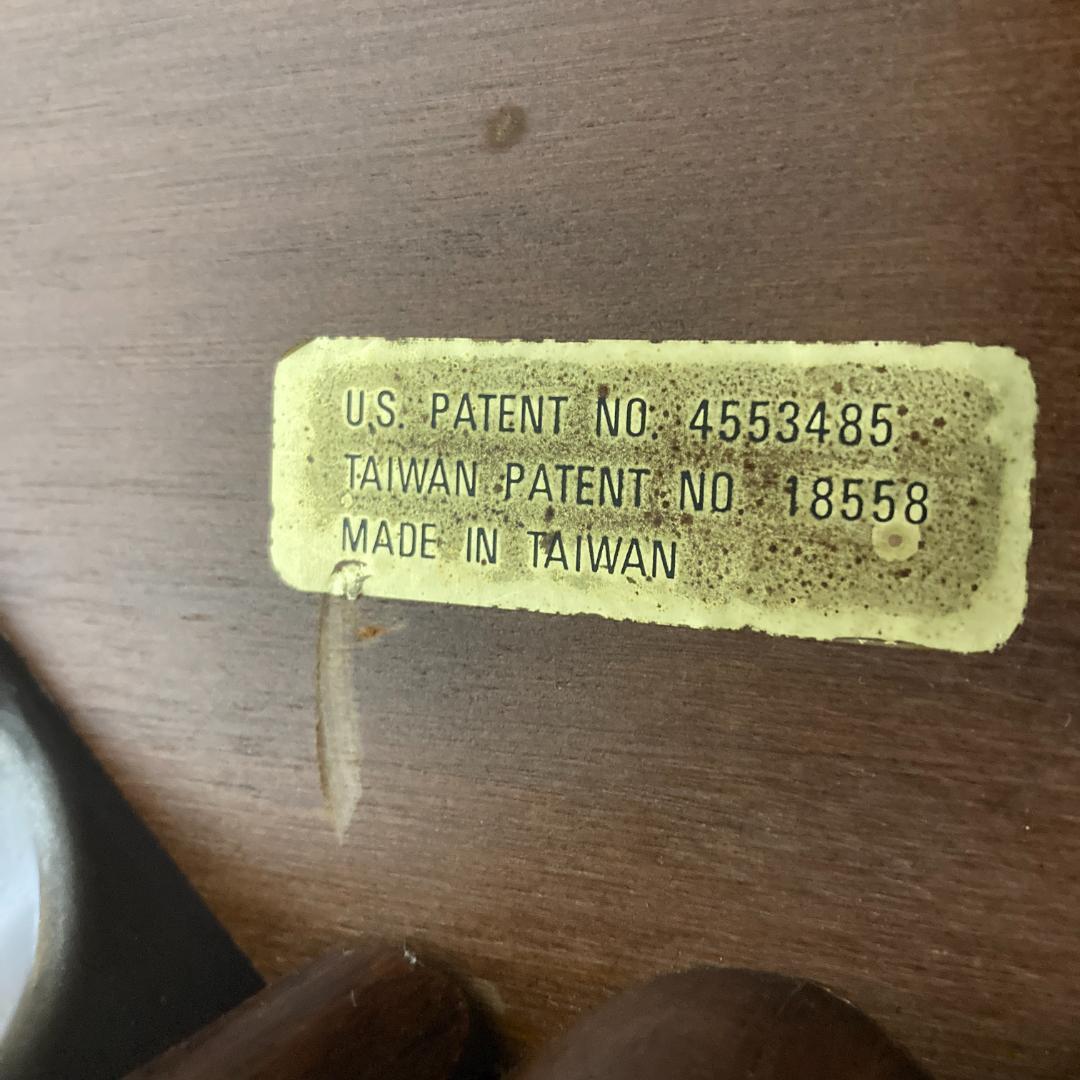 U.S. PATENT NO. 4553485
TAIWAN PATENT NO. 18558
MADE IN TAIWAN